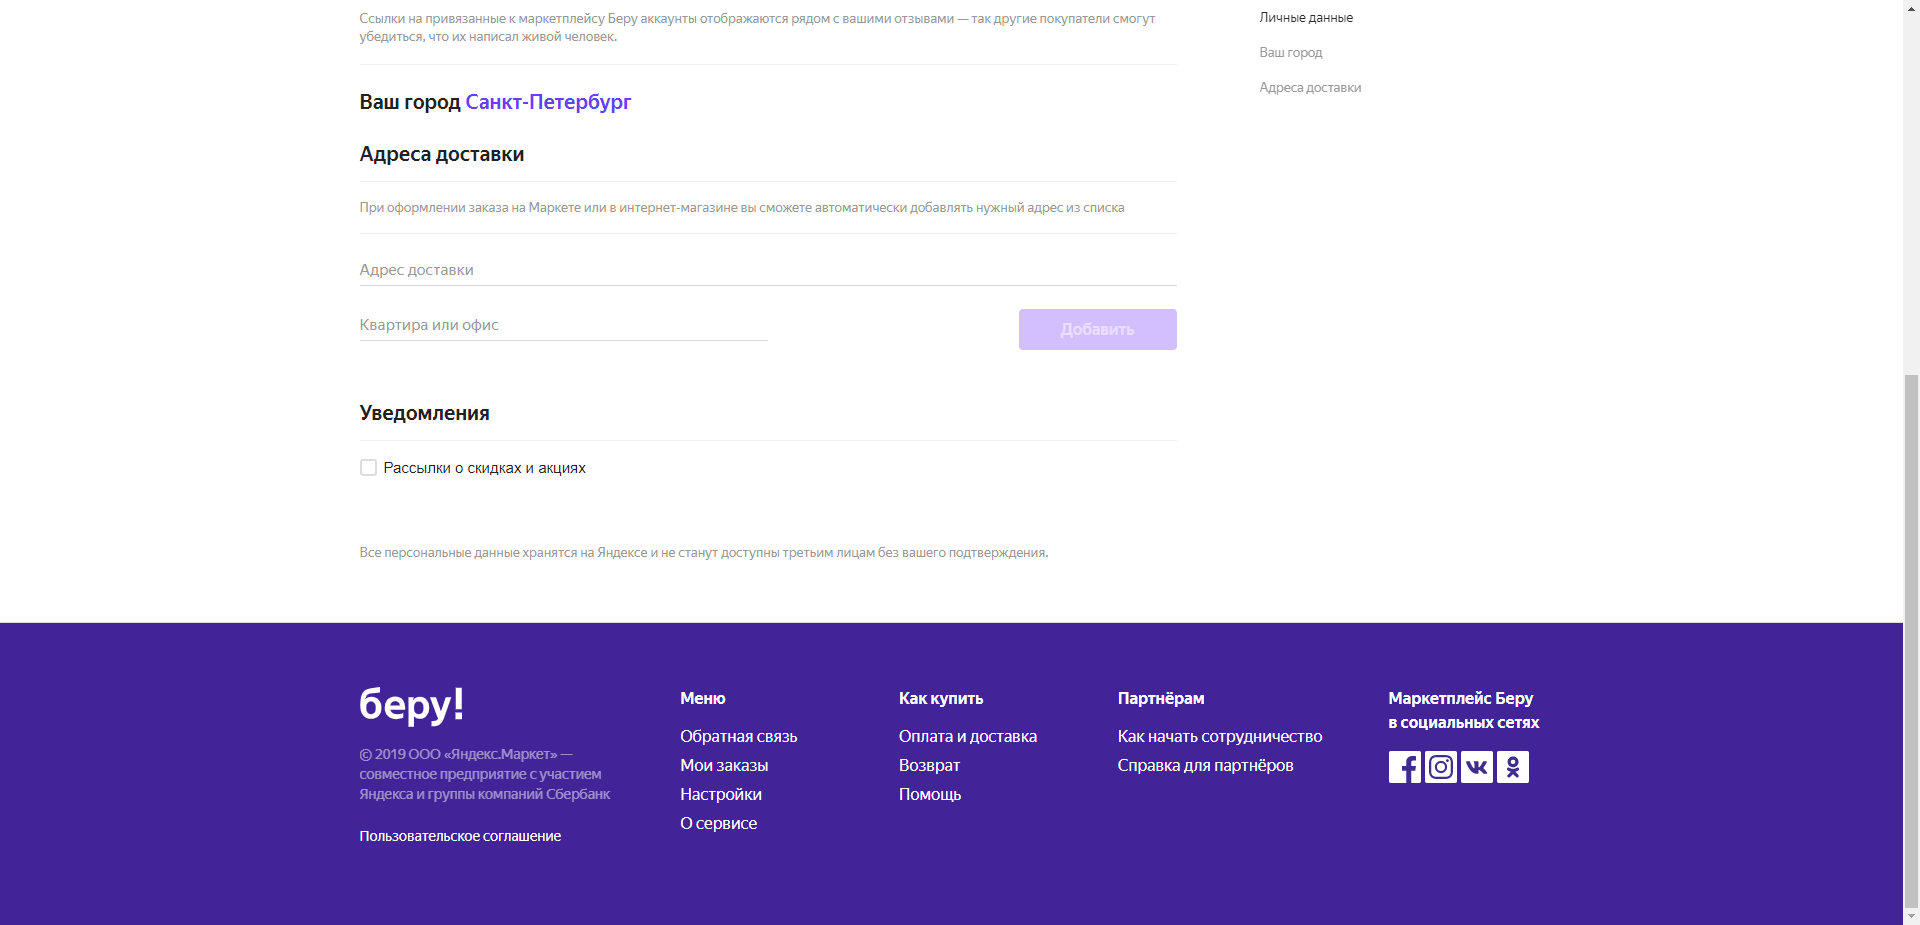 Ссылки на привязанные к маркетплейсу Беру аккаунты отображаются рядом с вашими отзывами — так другие покупатели смогут
убедиться, что их написал живой человек.
Личные данные
Ваш город
Адреса доставки
Ваш город Санкт-Петербург
Адреса доставки
При оформлении заказа на Маркете или в интернет-магазине вы сможете автоматически добавлять нужный адрес из списка
Адрес доставки
Квартира или офис
Добавить
Уведомления
Рассылки о скидках и акциях
Все персональные данные хранятся на Яндексе и не станут доступны третьим лицам без вашего подтверждения.
беру!
© 2019 ООО «Яндекс.Маркет» —
совместное предприятие с участием
Яндекса и группы компаний Сбербанк
Пользовательское соглашение
Меню
Обратная связь
Мои заказы
Настройки
О сервисе
Как купить
Оплата и доставка
Возврат
Помощь
Партнёрам
Как начать сотрудничество
Справка для партнёров
Маркетплейс Беру
в социальных сетях